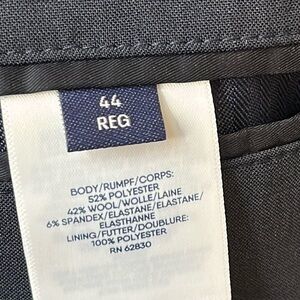 44
REG
BODY/RUMPF/CORPS:
52% POLYESTER
42% WOOL/WOLLE/LAINE
6% SPANDEX/ELASTANE/ELASTANE/
ELASTHANNE
LINING/FUTTER/DOUBLURE:
100% POLYESTER
RN 62830